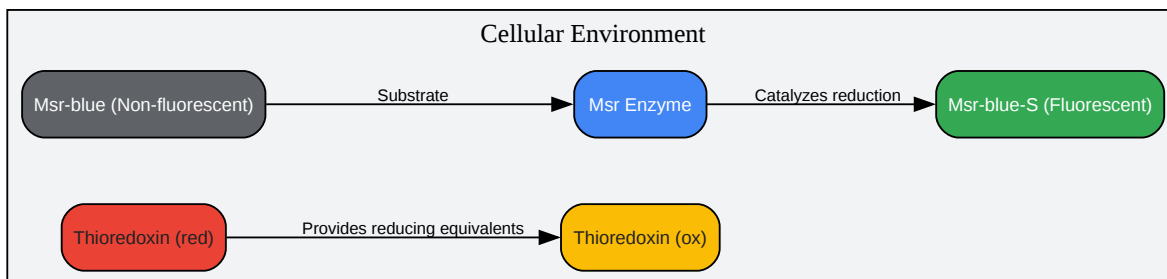 Cellular Environment
Msr-blue (Non-fluorescent)
Substrate
Msr Enzyme
Catalyzes reduction
Msr-blue-S (Fluorescent)
Thioredoxin (red)
Provides reducing equivalents
Thioredoxin (ox)